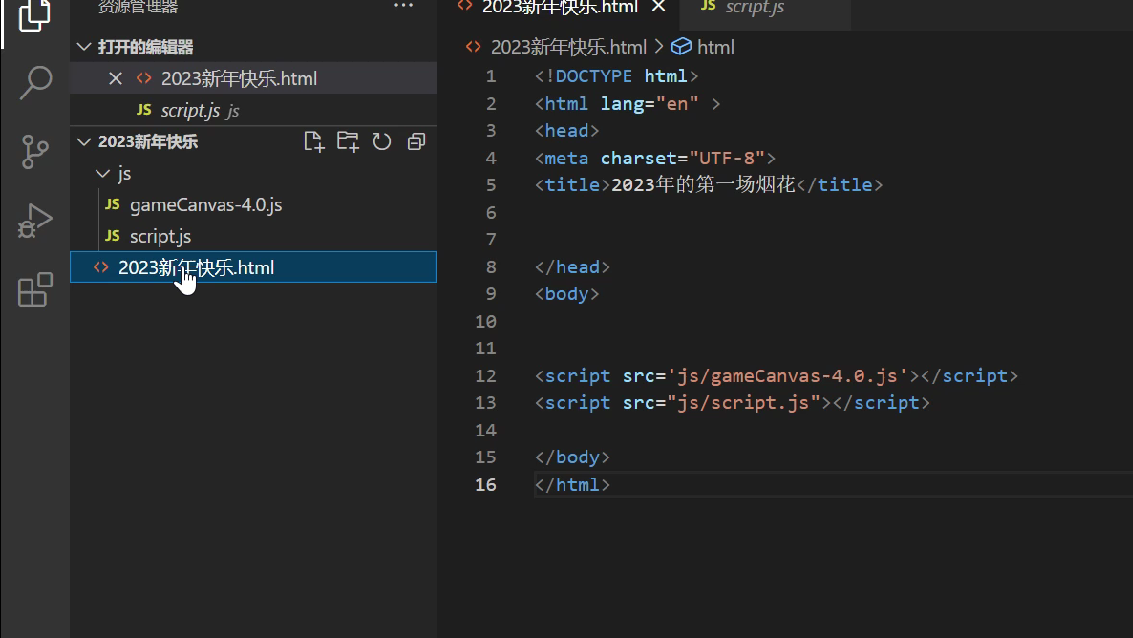 资源管理器 ···
打开的编辑器
2023新年快乐.html
JS script.js js
2023新年快乐
js
JS gameCanvas-4.0.js
JS script.js
2023新年快乐.html
2023新年快乐.html
JS script.js
2023新年快乐.html > html
1 <!DOCTYPE html>
2 <html lang="en" >
3 <head>
4 <meta charset="UTF-8">
5 <title>2023年的第一场烟花</title>
6
7
8 </head>
9 <body>
10
11
12 <script src='js/gameCanvas-4.0.js'></script>
13 <script src="js/script.js"></script>
14
15 </body>
16 </html>